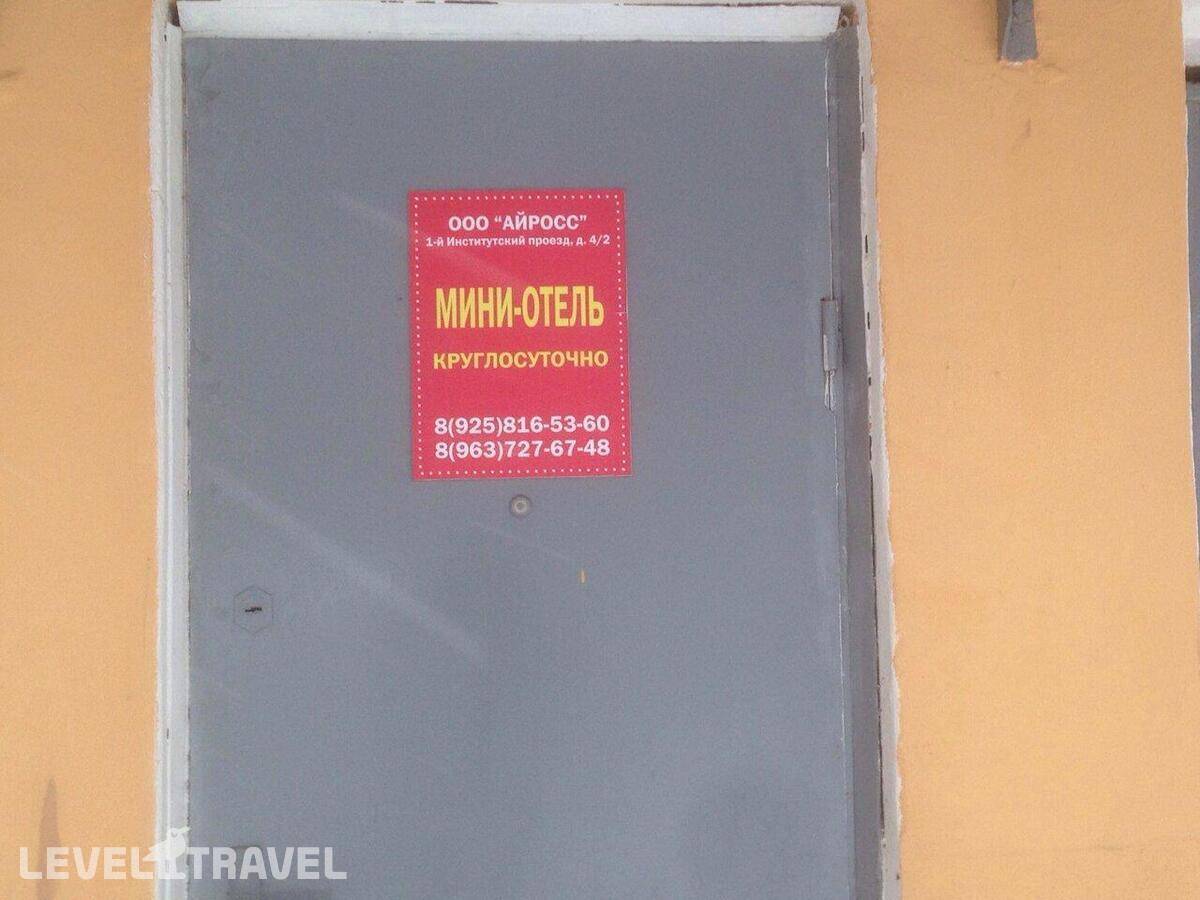 ООО “АЙРОСС”
1-й Институтский проезд, д. 4/2
МИНИ-ОТЕЛЬ
КРУГЛОСУТОЧНО
8(925)816-53-60
8(963)727-67-48
LEVEL TRAVEL